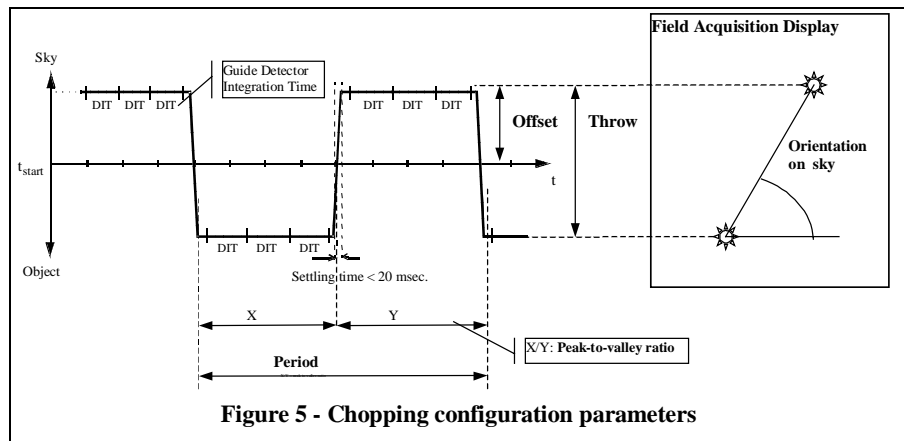 Field Acquisition Display
Sky
Guide Detector
Integration Time
DIT DIT DIT
DIT DIT DIT
Offset
Throw
Orientation
on sky
t_start
t
DIT DIT DIT
Object
Settling time < 20 msec.
X
Y
X/Y: Peak-to-valley ratio
Period
Figure 5 - Chopping configuration parameters